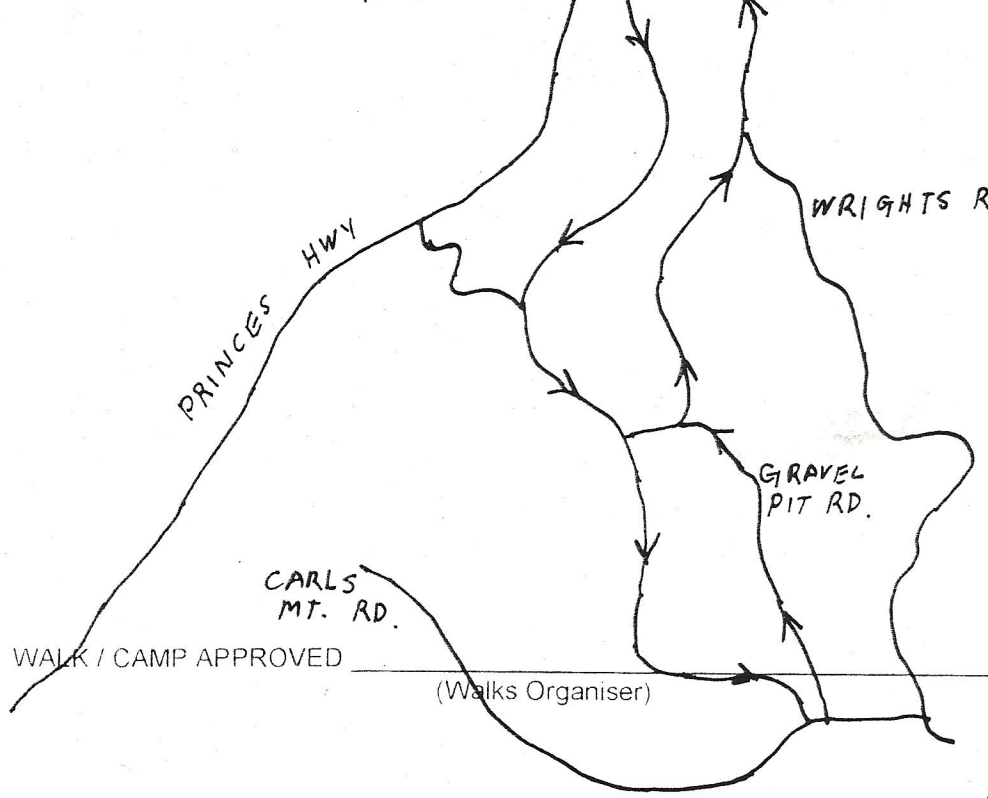 WRIGHTS R
PRINCES HWY
GRAVEL
PIT RD.
CARLS
MT. RD.
WALK / CAMP APPROVED
(Walks Organiser)